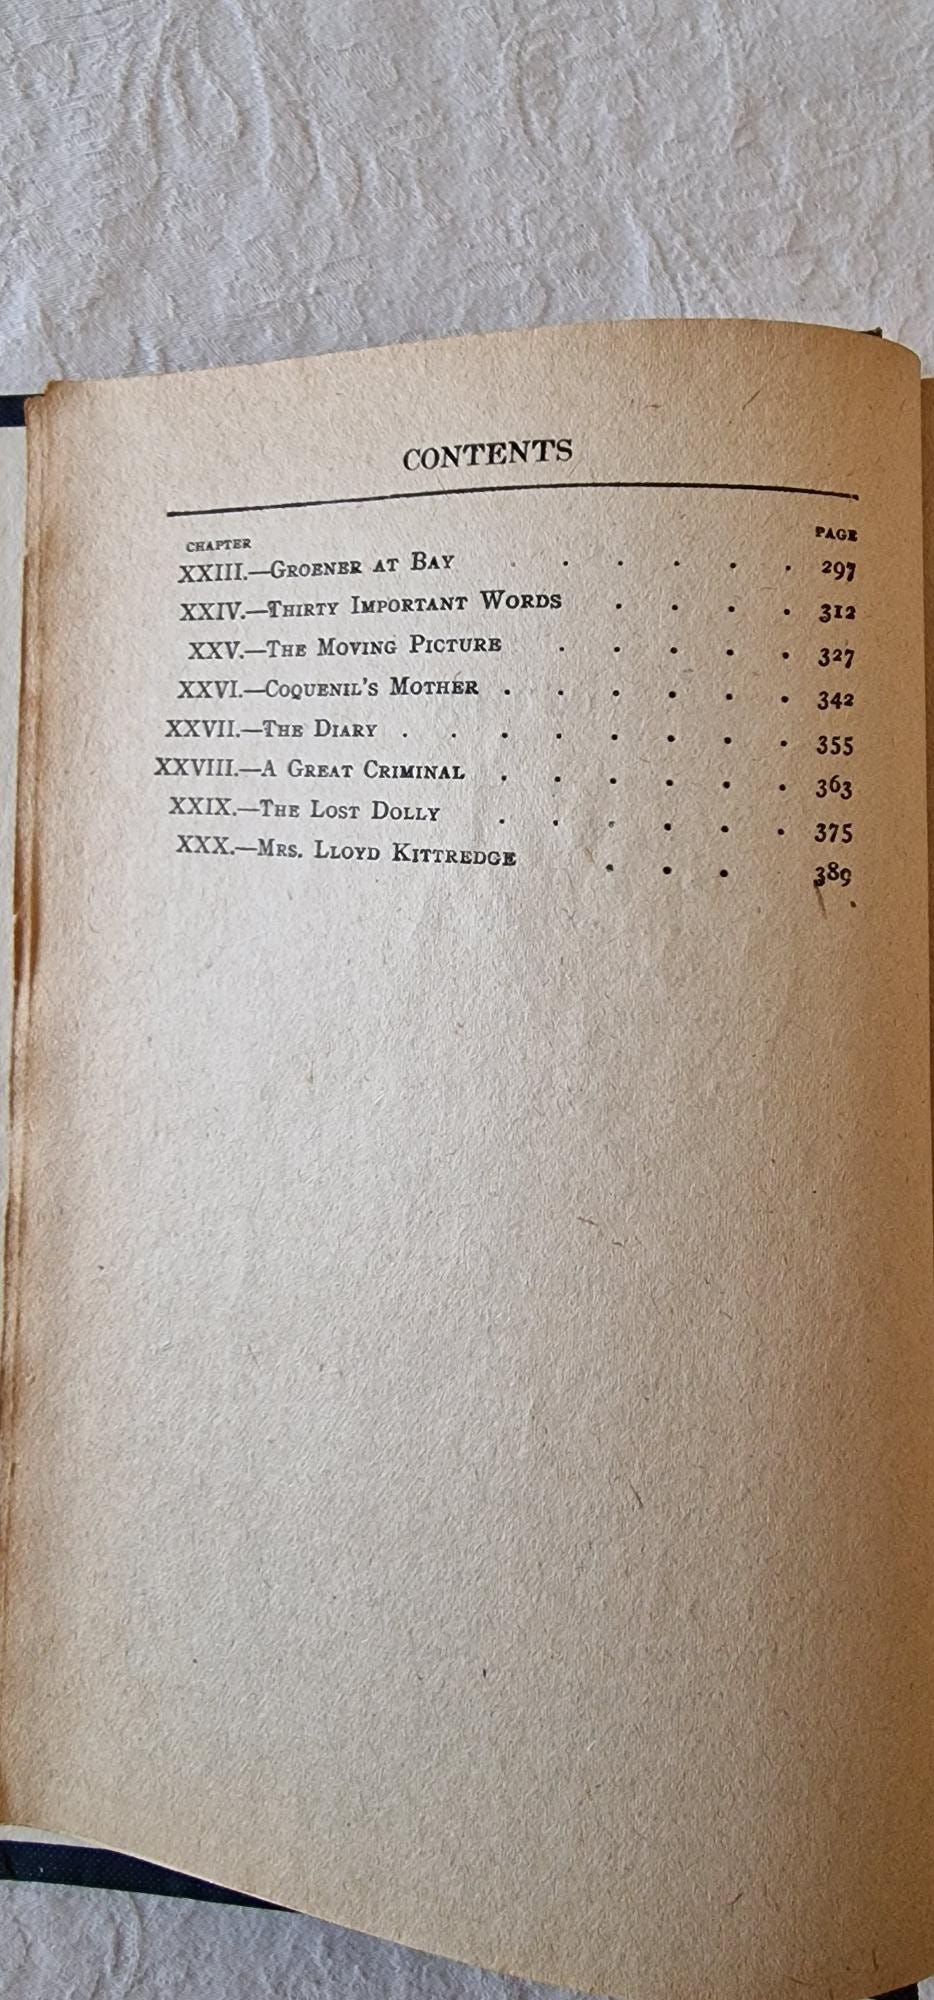 CONTENTS
CHAPTER PAGE
XXIII.—Groener at Bay . . . . . . 297
XXIV.—Thirty Important Words . . . . 312
XXV.—The Moving Picture . . . . . 327
XXVI.—Coquenil's Mother . . . . . . 342
XXVII.—The Diary . . . . . . . . 355
XXVIII.—A Great Criminal . . . . . . 363
XXIX.—The Lost Dolly . . . . . . 375
XXX.—Mrs. Lloyd Kittredge . . . 389